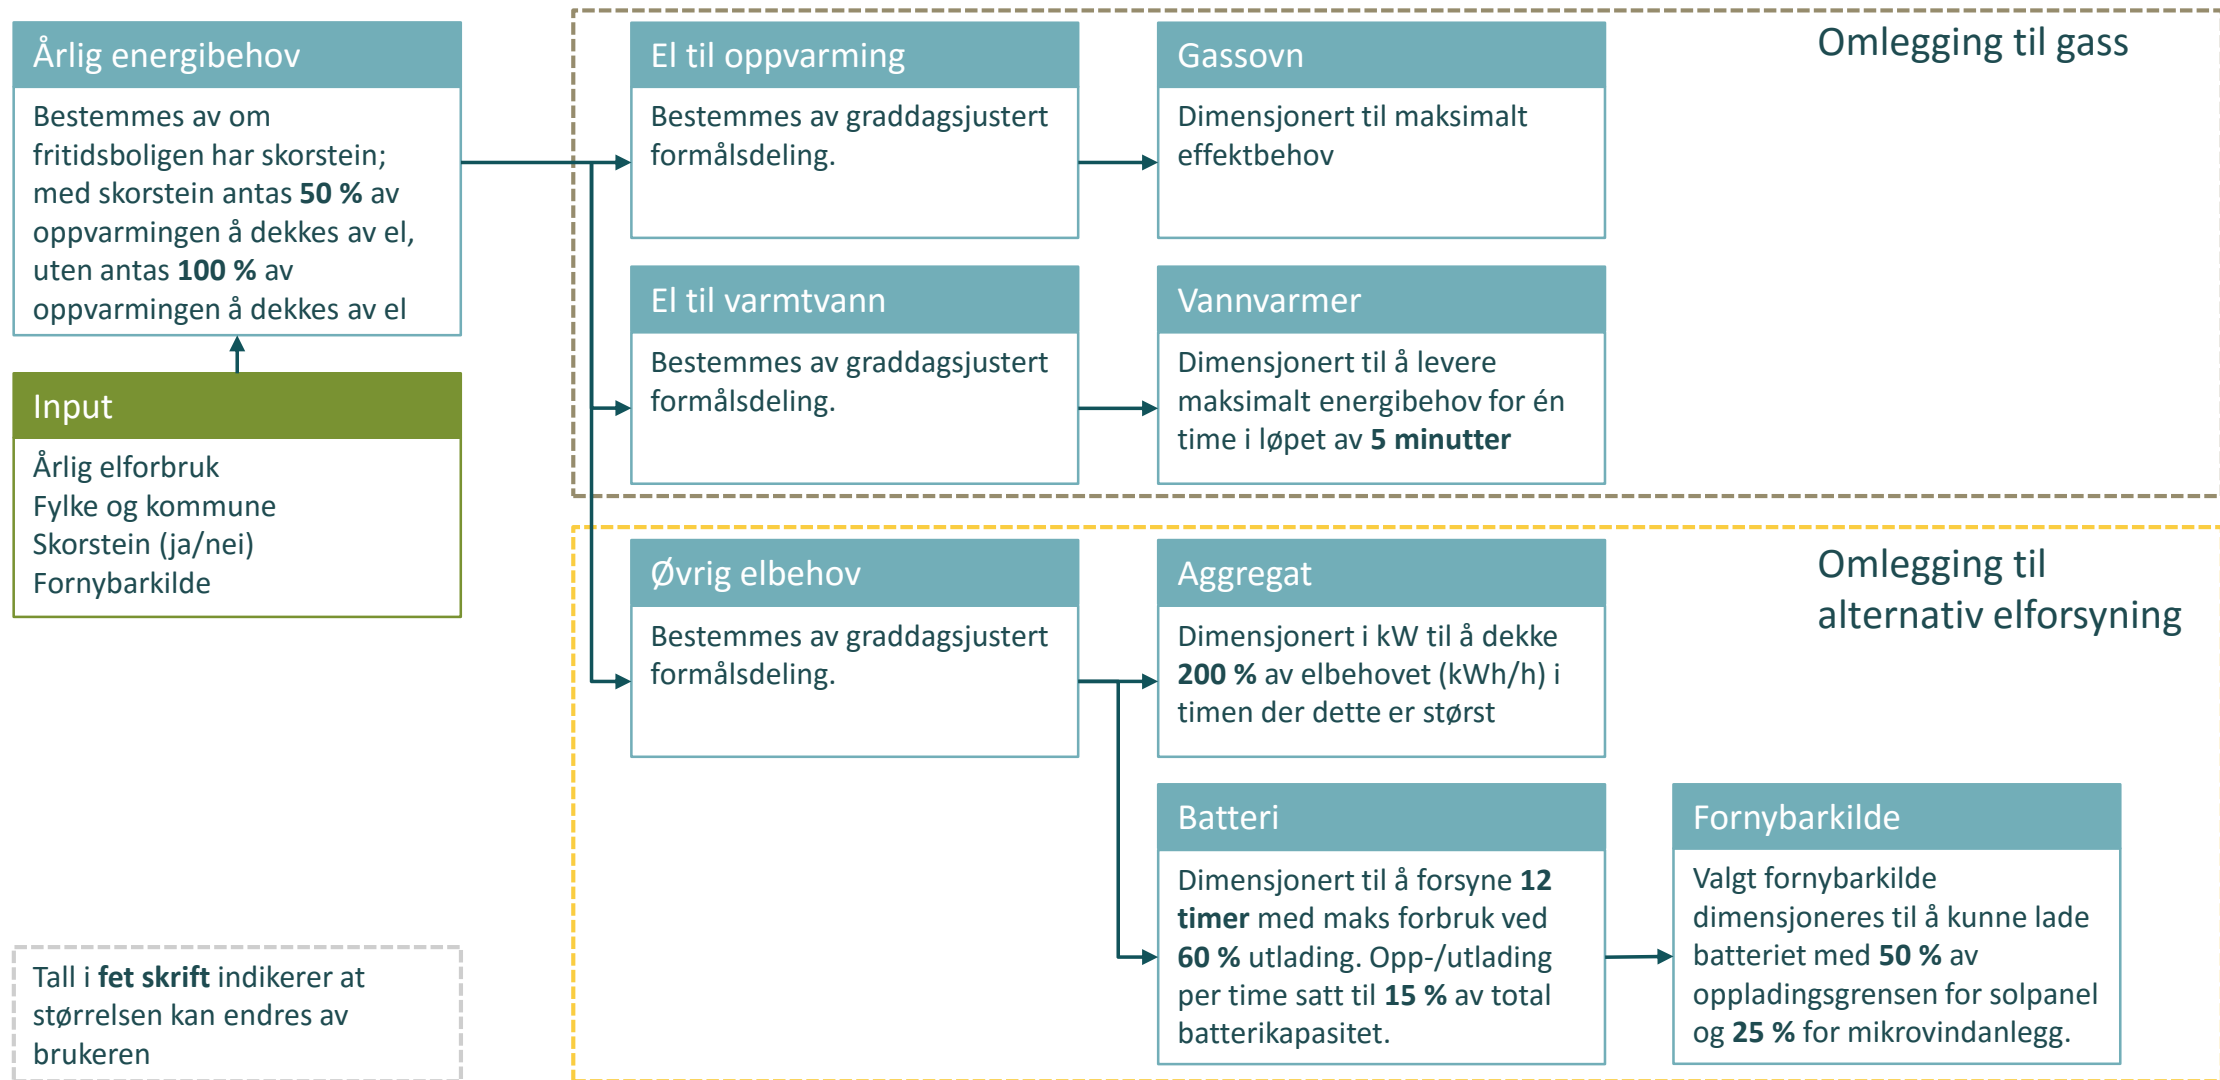 Årlig energibehov
Bestemmes av om
fritidsboligen har skorstein;
med skorstein antas 50 % av
oppvarmingen å dekkes av el,
uten antas 100 % av
oppvarmingen å dekkes av el
Input
Årlig elforbruk
Fylke og kommune
Skorstein (ja/nei)
Fornybarkilde
Tall i fet skrift indikerer at
størrelsen kan endres av
brukeren
Omlegging til gass
El til oppvarming
Bestemmes av graddagsjustert
formålsdeling.
Gassovn
Dimensjonert til maksimalt
effektbehov
El til varmtvann
Bestemmes av graddagsjustert
formålsdeling.
Vannvarmer
Dimensjonert til å levere
maksimalt energibehov for én
time i løpet av 5 minutter
Omlegging til
alternativ elforsyning
Øvrig elbehov
Bestemmes av graddagsjustert
formålsdeling.
Aggregat
Dimensjonert i kW til å dekke
200 % av elbehovet (kWh/h) i
timen der dette er størst
Batteri
Dimensjonert til å forsyne 12
timer med maks forbruk ved
60 % utlading. Opp-/utlading
per time satt til 15 % av total
batterikapasitet.
Fornybarkilde
Valgt fornybarkilde
dimensjoneres til å kunne lade
batteriet med 50 % av
oppladingsgrensen for solpanel
og 25 % for mikrovindanlegg.